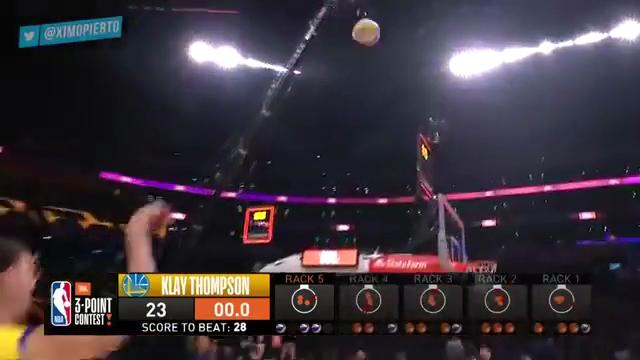 @XIMOPIERTO
KLAY THOMPSON
23 00.0
SCORE TO BEAT: 28
JBL
3-POINT
CONTEST
NBA
RACK 5 RACK 4 RACK 3 RACK 2 RACK 1
State Farm